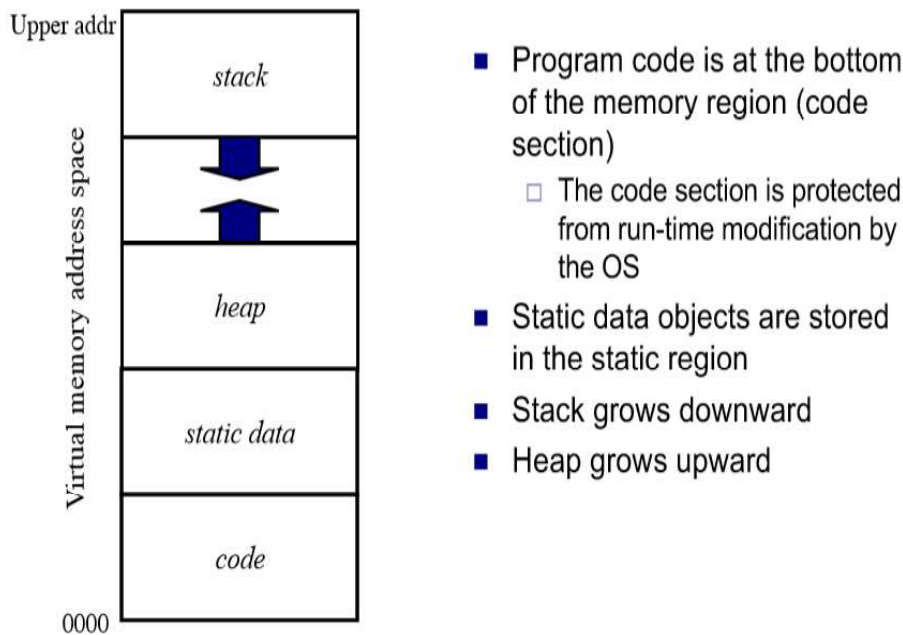 Upper addr
stack
Virtual memory address space
heap
static data
code
0000
■ Program code is at the bottom
of the memory region (code
section)
□ The code section is protected
from run-time modification by
the OS
■ Static data objects are stored
in the static region
■ Stack grows downward
■ Heap grows upward